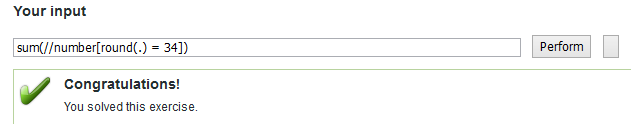 Your input
sum(//number[round(.) = 34])
Perform
Congratulations!
You solved this exercise.